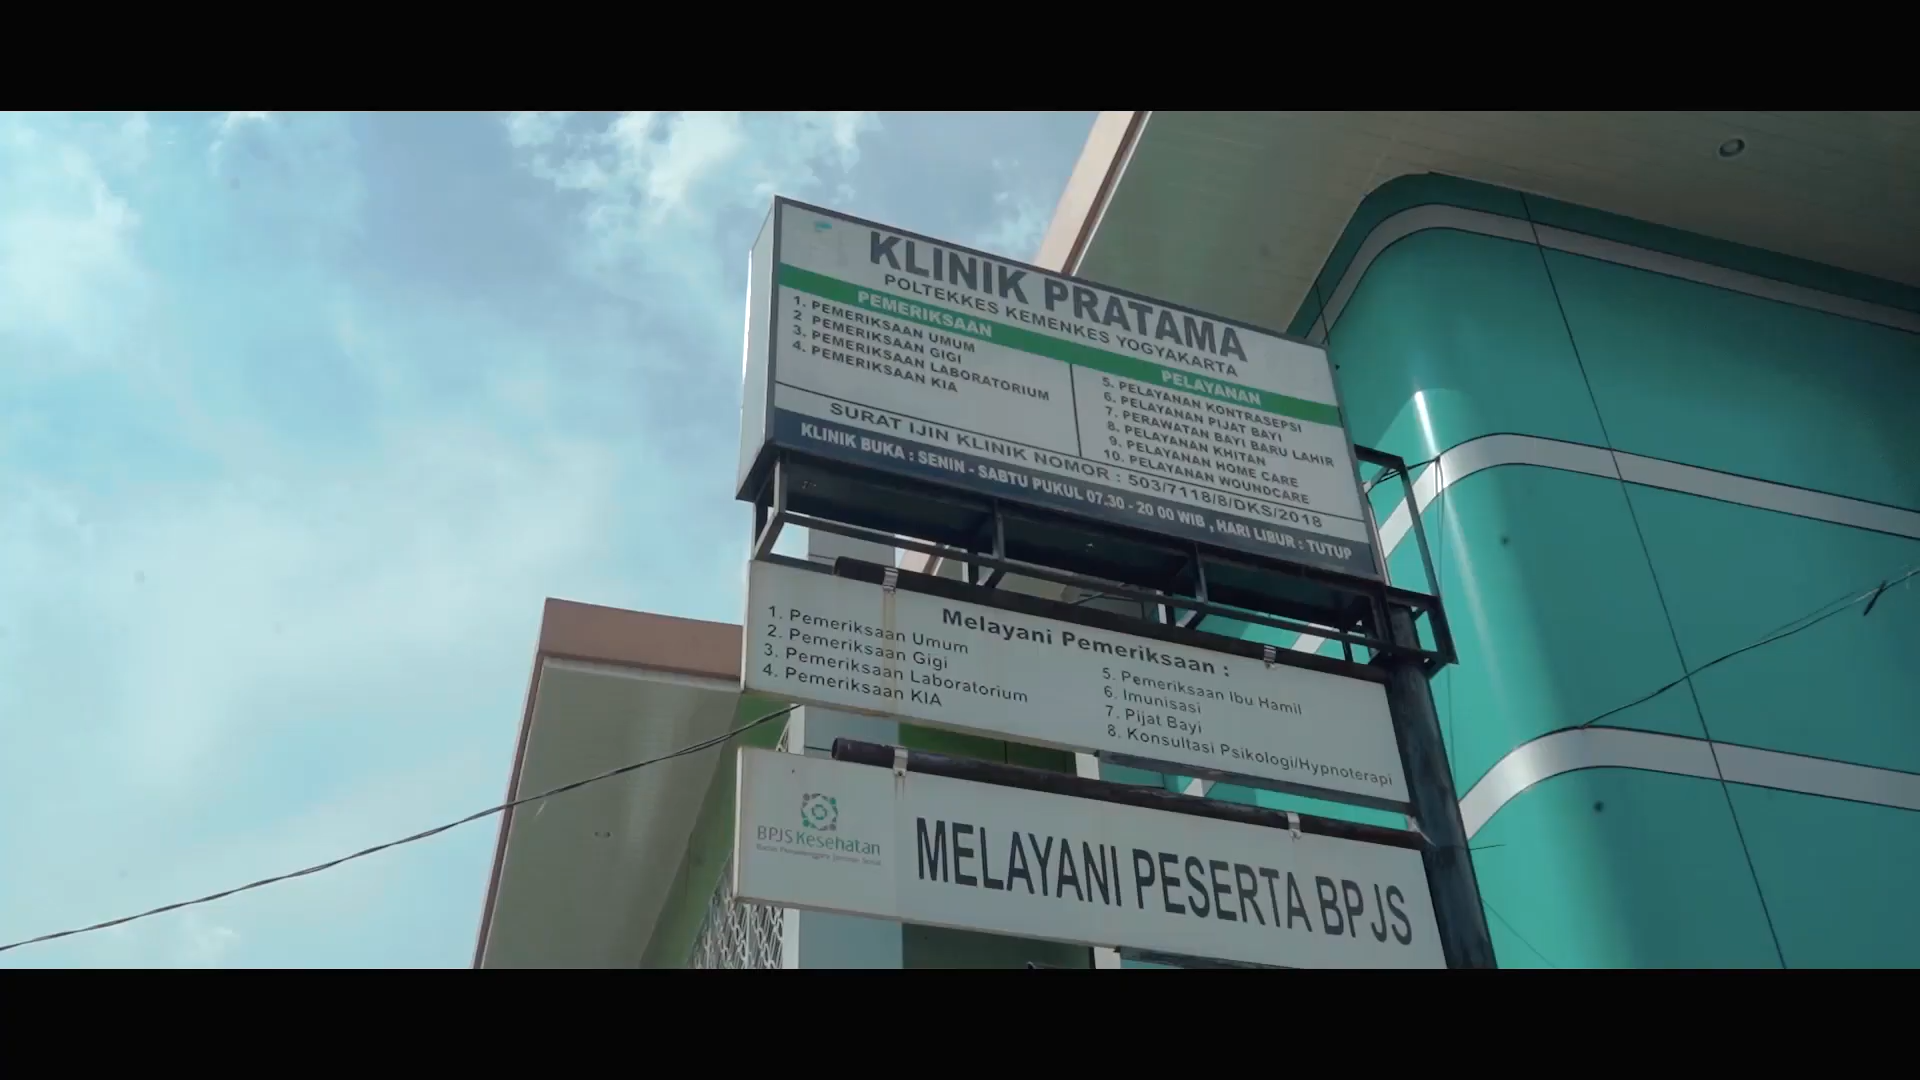 KLINIK PRATAMA
POLTEKKES KEMENKES YOGYAKARTA
PEMERIKSAAN
1. PEMERIKSAAN UMUM
2 PEMERIKSAAN GIGI
3. PEMERIKSAAN LABORATORIUM
4. PEMERIKSAAN KIA
PELAYANAN
5. PELAYANAN KONTRASEPSI
6. PELAYANAN PIJAT BAYI
7. PERAWATAN BAYI BARU LAHIR
8. PELAYANAN KHITAN
9. PELAYANAN HOME CARE
10. PELAYANAN WOUNDCARE
SURAT IJIN KLINIK NOMOR : 503/7118/8/DKS/2018
KLINIK BUKA : SENIN - SABTU PUKUL 07.30 - 20 00 WIB , HARI LIBUR : TUTUP
Melayani Pemeriksaan :
1. Pemeriksaan Umum
2. Pemeriksaan Gigi
3. Pemeriksaan Laboratorium
4. Pemeriksaan KIA
5. Pemeriksaan Ibu Hamil
6. Imunisasi
7. Pijat Bayi
8. Konsultasi Psikologi/Hypnoterapi
BPJS Kesehatan
Badan Penyelenggara Jaminan Sosial
MELAYANI PESERTA BPJS